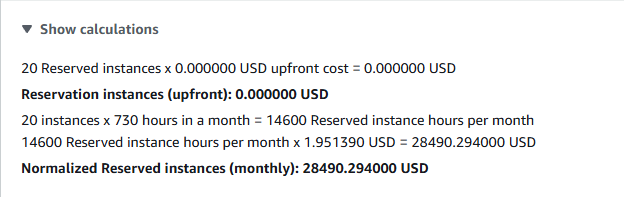 Show calculations
20 Reserved instances x 0.000000 USD upfront cost = 0.000000 USD
Reservation instances (upfront): 0.000000 USD
20 instances x 730 hours in a month = 14600 Reserved instance hours per month
14600 Reserved instance hours per month x 1.951390 USD = 28490.294000 USD
Normalized Reserved instances (monthly): 28490.294000 USD